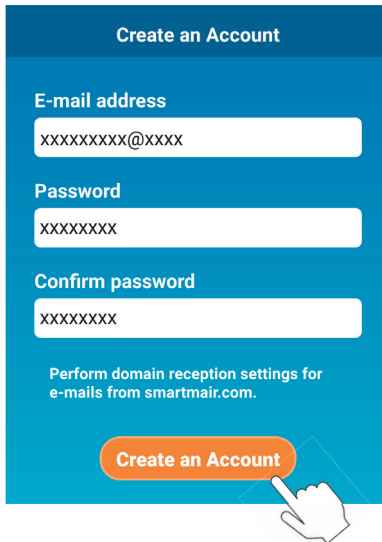 Create an Account
E-mail address
xxxxxxxxx@xxxx
Password
xxxxxxxx
Confirm password
xxxxxxxx
Perform domain reception settings for
e-mails from smartmair.com.
Create an Account